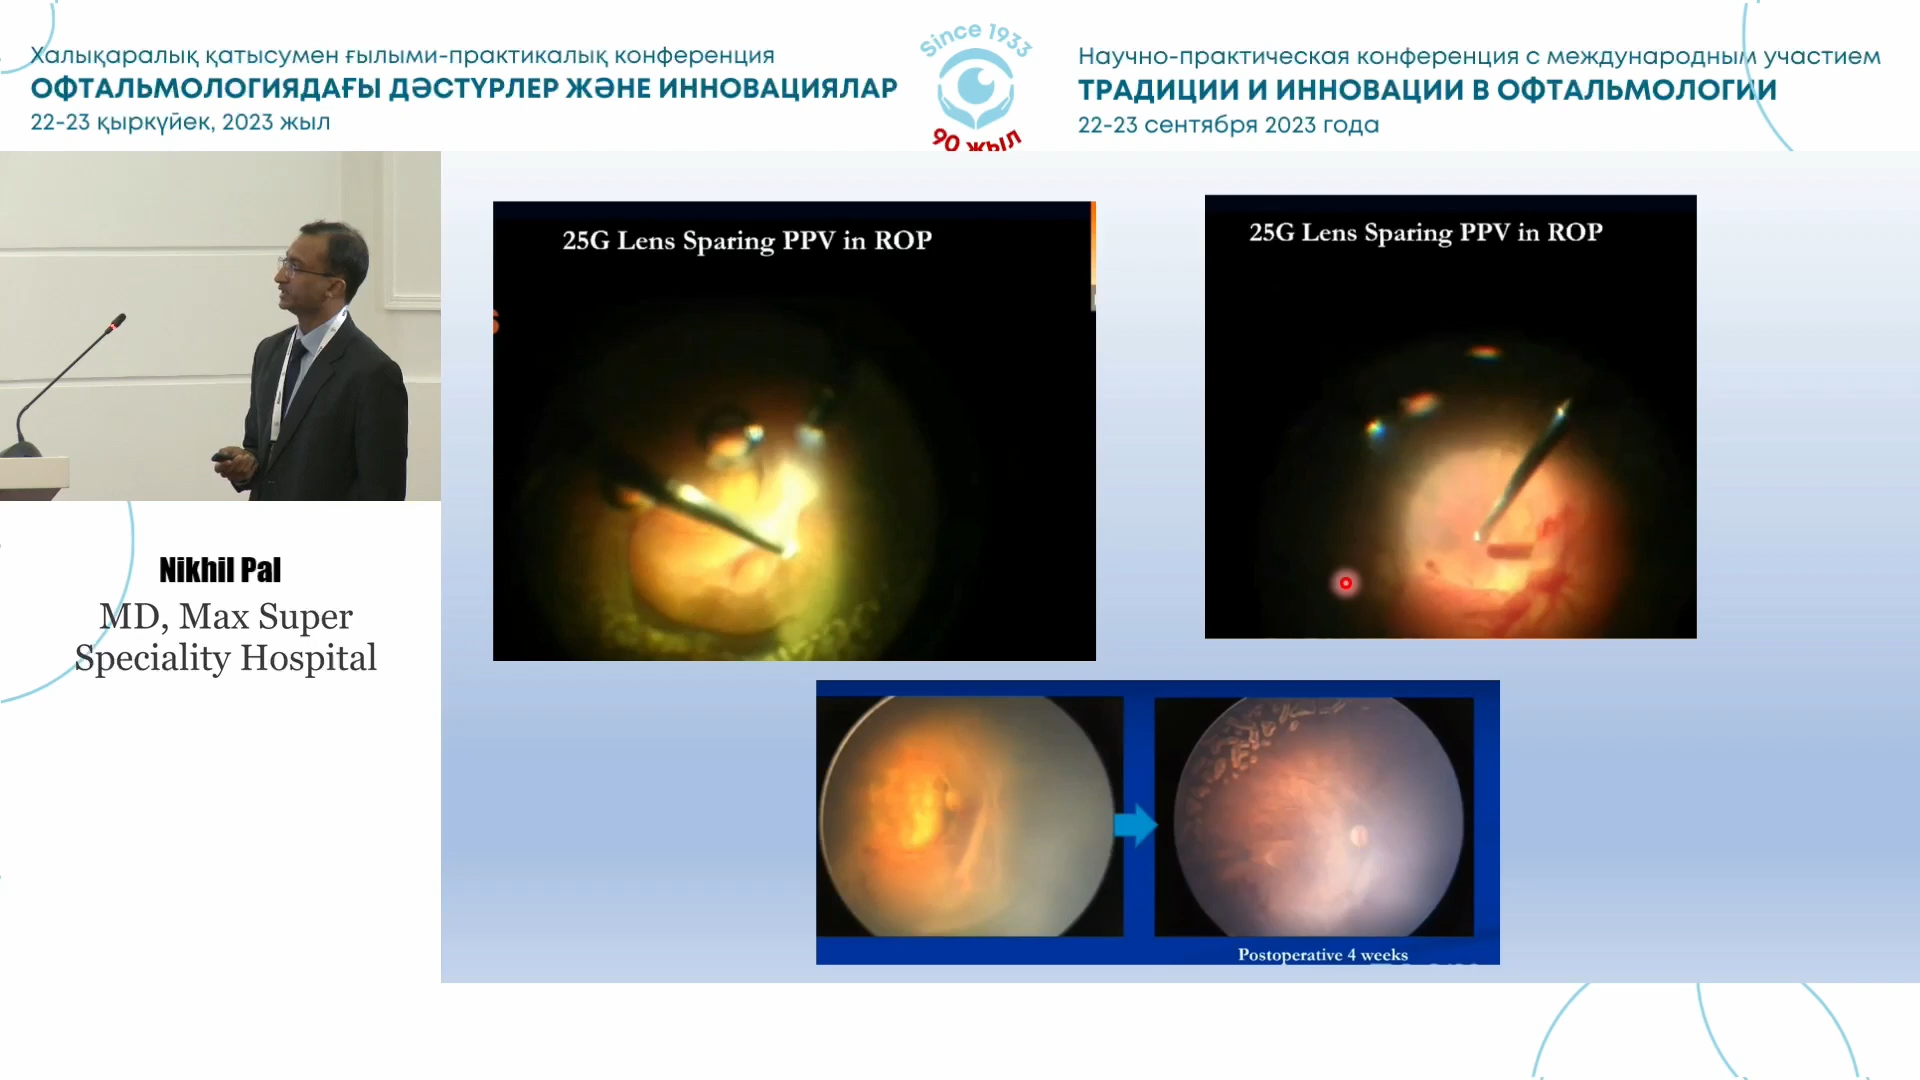 Халықаралық қатысумен ғылыми-практикалық конференция
ОФТАЛЬМОЛОГИЯДАҒЫ ДӘСТҮРЛЕР ЖӘНЕ ИННОВАЦИЯЛАР
22-23 қыркүйек, 2023 жыл
Since 1933
90 жыл
Научно-практическая конференция с международным участием
ТРАДИЦИИ И ИННОВАЦИИ В ОФТАЛЬМОЛОГИИ
22-23 сентября 2023 года
25G Lens Sparing PPV in ROP
25G Lens Sparing PPV in ROP
Nikhil Pal
MD, Max Super
Speciality Hospital
Postoperative 4 weeks